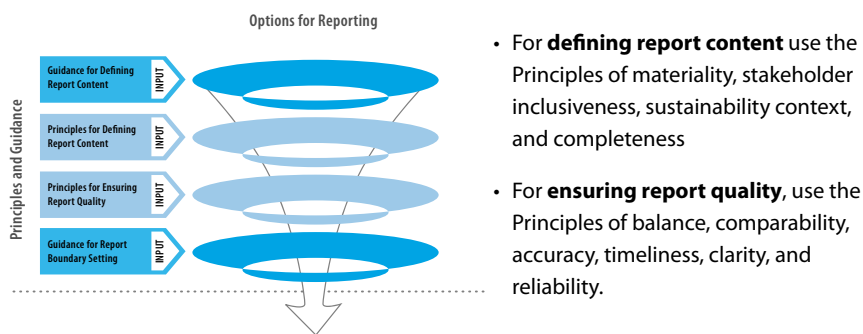 Options for Reporting
Principles and Guidance
Guidance for Defining
Report Content
INPUT
Principles for Defining
Report Content
INPUT
Principles for Ensuring
Report Quality
INPUT
Guidance for Report
Boundary Setting
INPUT
• For defining report content use the
Principles of materiality, stakeholder
inclusiveness, sustainability context,
and completeness
• For ensuring report quality, use the
Principles of balance, comparability,
accuracy, timeliness, clarity, and
reliability.